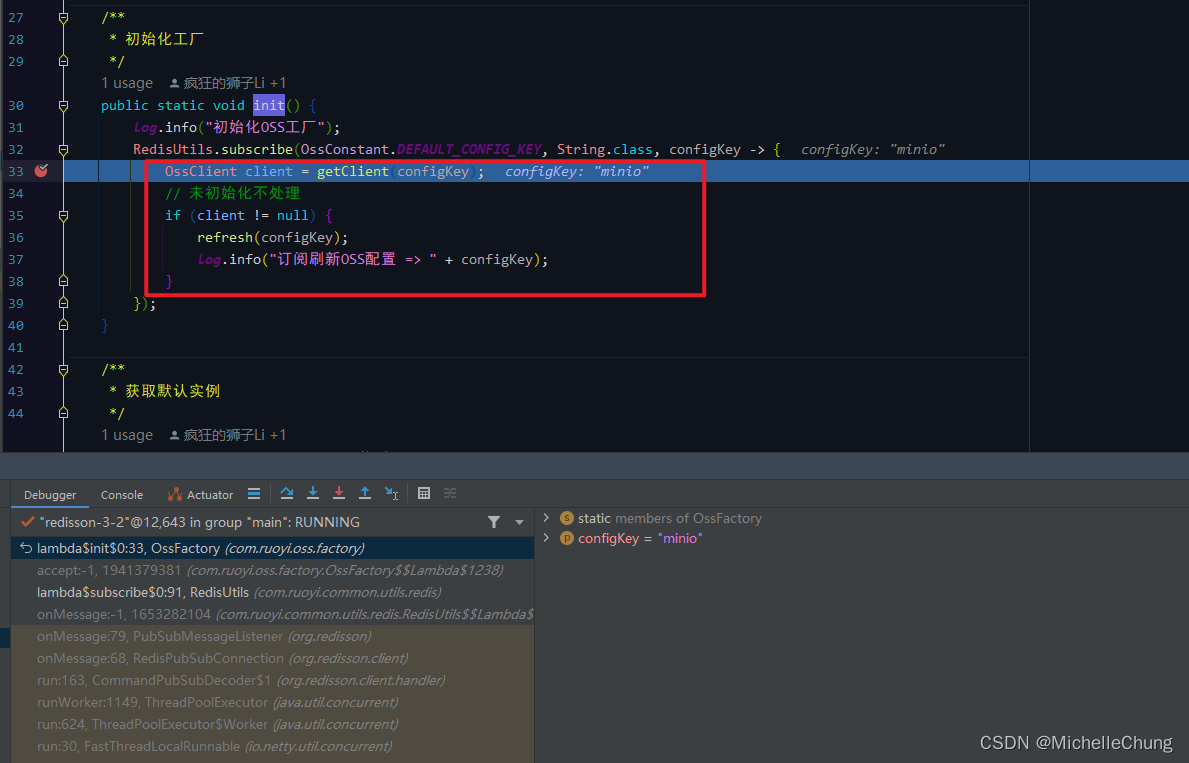 27 /**
28 * 初始化工厂
29 */
1 usage 疯狂的狮子Li +1
30 public static void init() {
31 log.info("初始化OSS工厂");
32 RedisUtils.subscribe(OssConstant.DEFAULT_CONFIG_KEY, String.class, configKey -> { configKey: "minio"
33 OssClient client = getClient(configKey); configKey: "minio"
34 // 未初始化不处理
35 if (client != null) {
36 refresh(configKey);
37 log.info("订阅刷新OSS配置 => " + configKey);
38 }
39 });
40 }
41
42 /**
43 * 获取默认实例
44 */
1 usage 疯狂的狮子Li +1
Debugger Console Actuator
"redisson-3-2"@12,643 in group "main": RUNNING
lambda$init$0:33, OssFactory (com.ruoyi.oss.factory)
accept:-1, 1941379381 (com.ruoyi.oss.factory.OssFactory$$Lambda$1238)
lambda$subscribe$0:91, RedisUtils (com.ruoyi.common.utils.redis)
onMessage:-1, 1653282104 (com.ruoyi.common.utils.redis.RedisUtils$$Lambda$
onMessage:79, PubSubMessageListener (org.redisson)
onMessage:68, RedisPubSubConnection (org.redisson.client)
run:163, CommandPubSubDecoder$1 (org.redisson.client.handler)
runWorker:1149, ThreadPoolExecutor (java.util.concurrent)
run:624, ThreadPoolExecutor$Worker (java.util.concurrent)
run:30, FastThreadLocalRunnable (io.netty.util.concurrent)
s static members of OssFactory
p configKey = "minio"
CSDN @MichelleChung